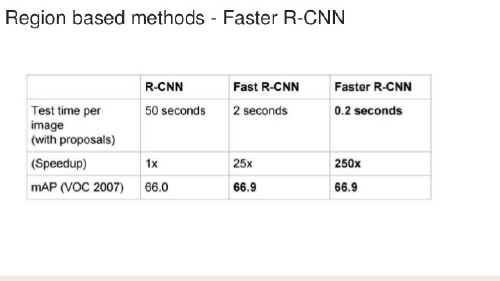 Region based methods - Faster R-CNN
R-CNN Fast R-CNN Faster R-CNN
Test time per image (with proposals) 50 seconds 2 seconds 0.2 seconds
(Speedup) 1x 25x 250x
mAP (VOC 2007) 66.0 66.9 66.9